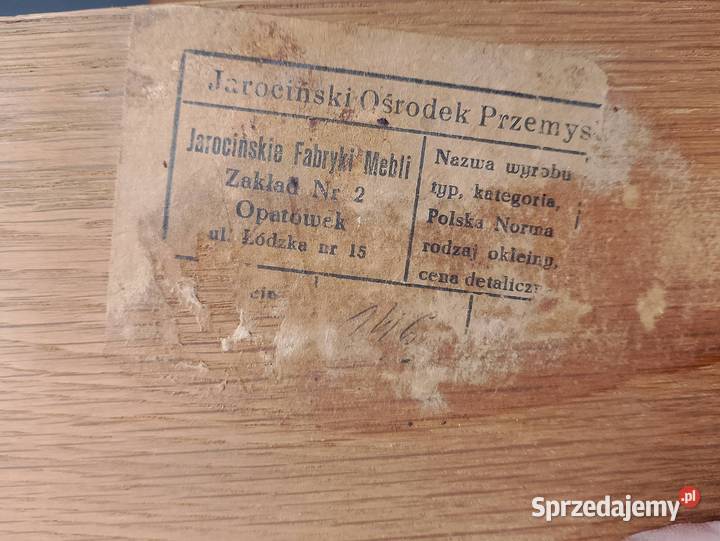 Jarociński Ośrodek Przemys
Jarocińskie Fabryki Mebli
Zakład Nr 2
Opatówek
ul. Łódzka nr 15
Nazwa wyrobu
typ, kategoria,
Polska Norma
rodzaj okleiny,
cena detalicz
146
Sprzedajemy.pl